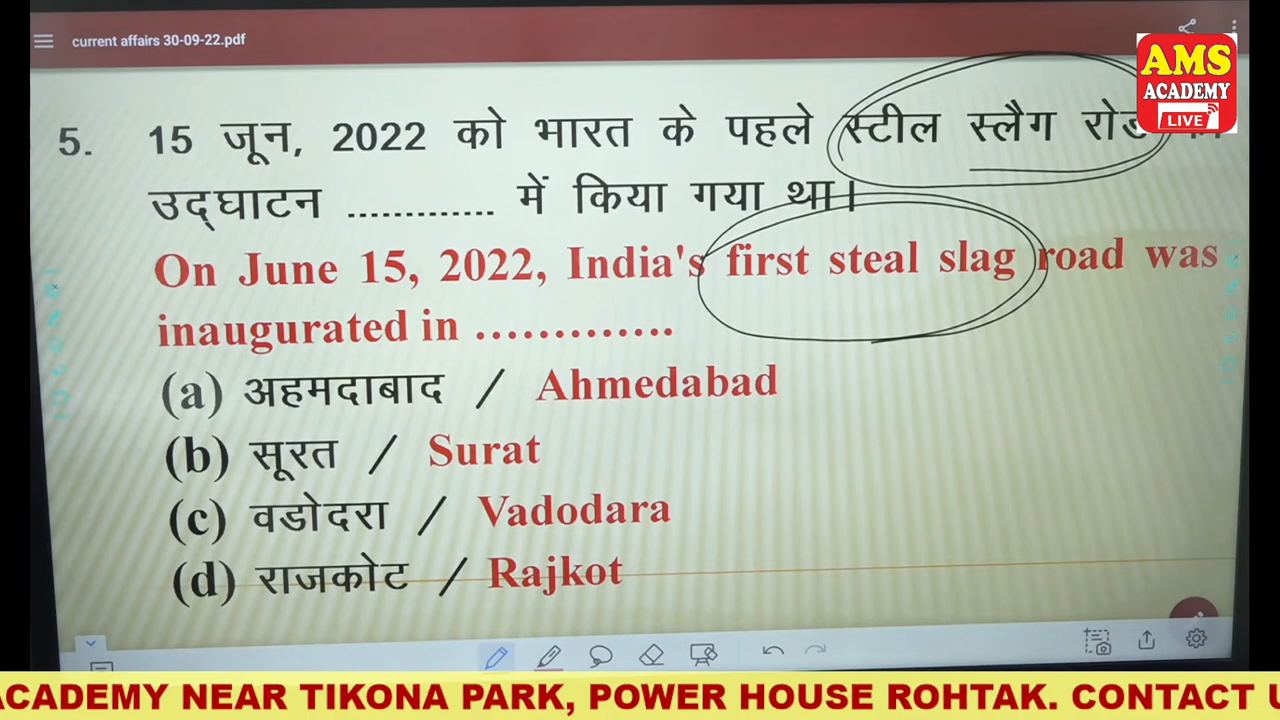 current affairs 30-09-22.pdf
AMS
ACADEMY
LIVE
5. 15 जून, 2022 को भारत के पहले स्टील स्लैग रोड
उद्घाटन ............. में किया गया था।
On June 15, 2022, India's first steal slag road was
inaugurated in .............
(a) अहमदाबाद / Ahmedabad
(b) सूरत / Surat
(c) वडोदरा / Vadodara
(d) राजकोट / Rajkot
ACADEMY NEAR TIKONA PARK, POWER HOUSE ROHTAK. CONTACT